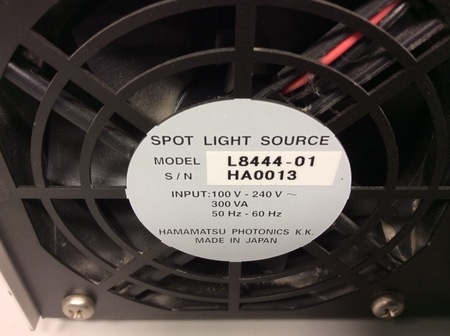 SPOT LIGHT SOURCE
MODEL L8444-01
S/N HA0013
INPUT:100 V - 240 V ~
300 VA
50 Hz - 60 Hz
HAMAMATSU PHOTONICS K.K.
MADE IN JAPAN